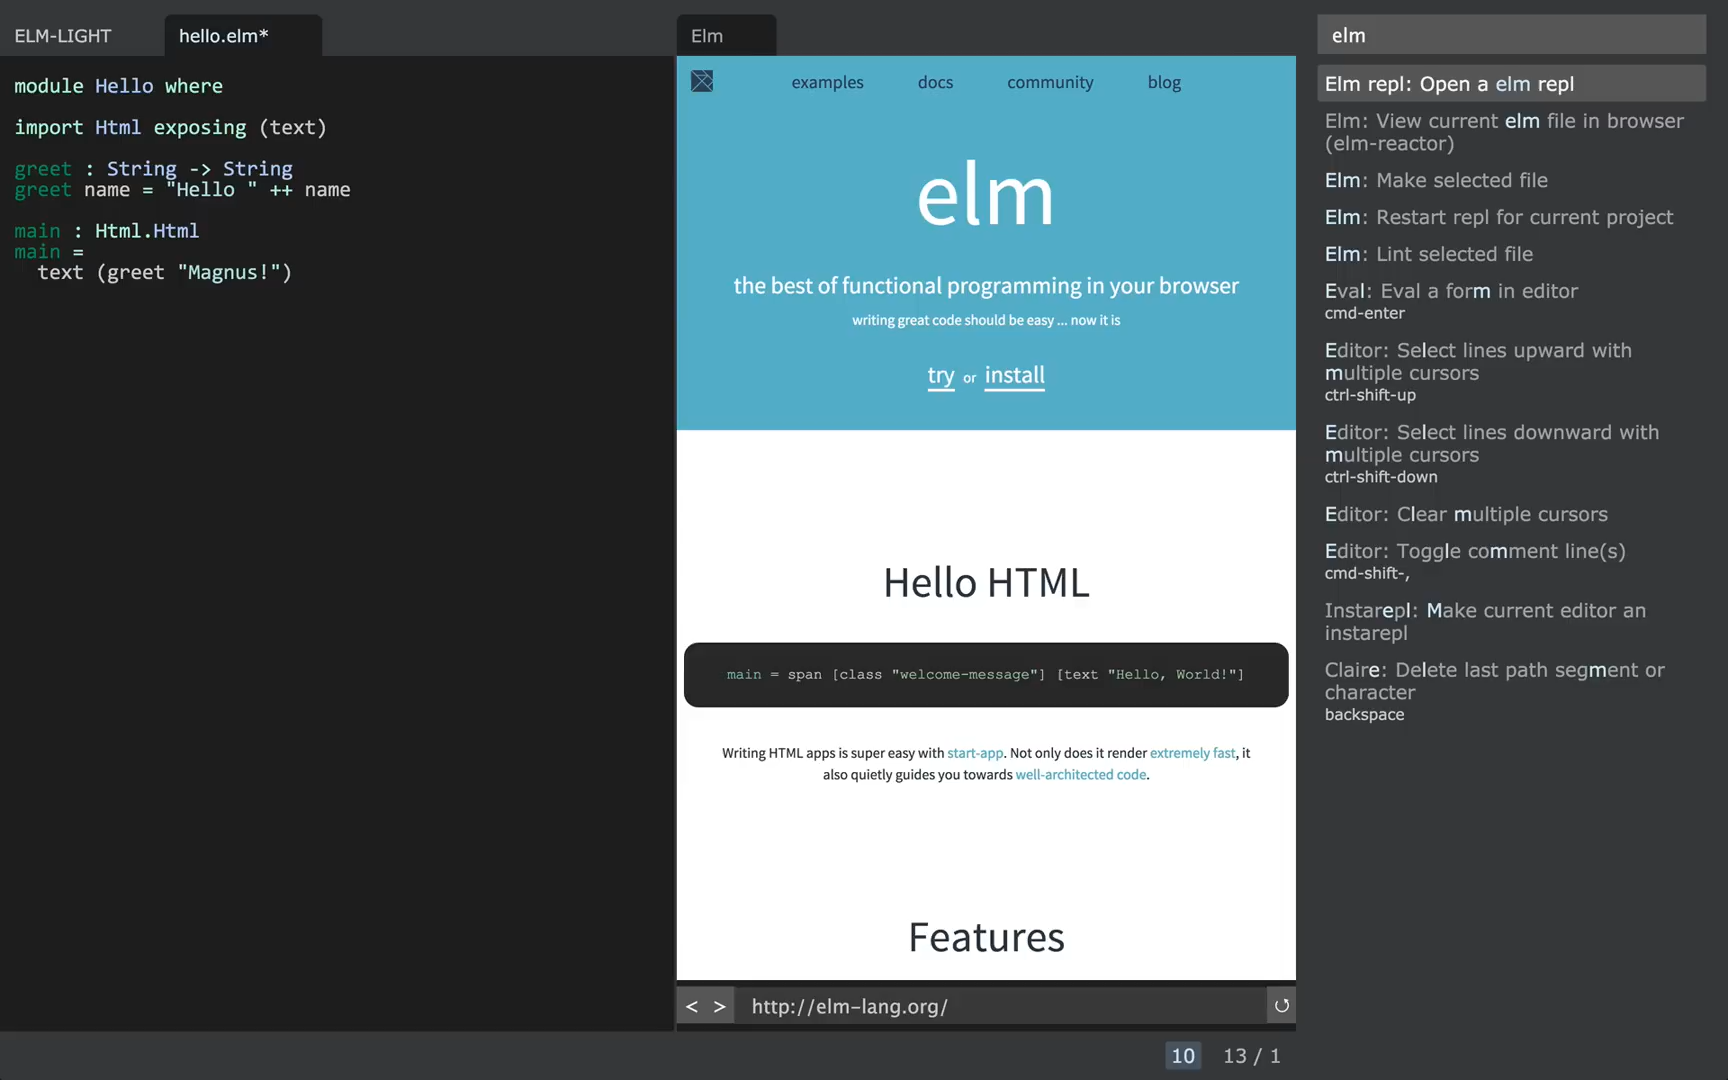 ELM-LIGHT
hello.elm*
module Hello where
import Html exposing (text)
greet : String -> String
greet name = "Hello " ++ name
main : Html.Html
main =
text (greet "Magnus!")
Elm
examples
docs
community
blog
elm
the best of functional programming in your browser
writing great code should be easy ... now it is
try or install
Hello HTML
main = span [class "welcome-message"] [text "Hello, World!"]
Writing HTML apps is super easy with start-app. Not only does it render extremely fast, it
also quietly guides you towards well-architected code.
Features
< > http://elm-lang.org/
10 13 / 1
elm
Elm repl: Open a elm repl
Elm: View current elm file in browser
(elm-reactor)
Elm: Make selected file
Elm: Restart repl for current project
Elm: Lint selected file
Eval: Eval a form in editor
cmd-enter
Editor: Select lines upward with
multiple cursors
ctrl-shift-up
Editor: Select lines downward with
multiple cursors
ctrl-shift-down
Editor: Clear multiple cursors
Editor: Toggle comment line(s)
cmd-shift-,
Instarepl: Make current editor an
instarepl
Claire: Delete last path segment or
character
backspace